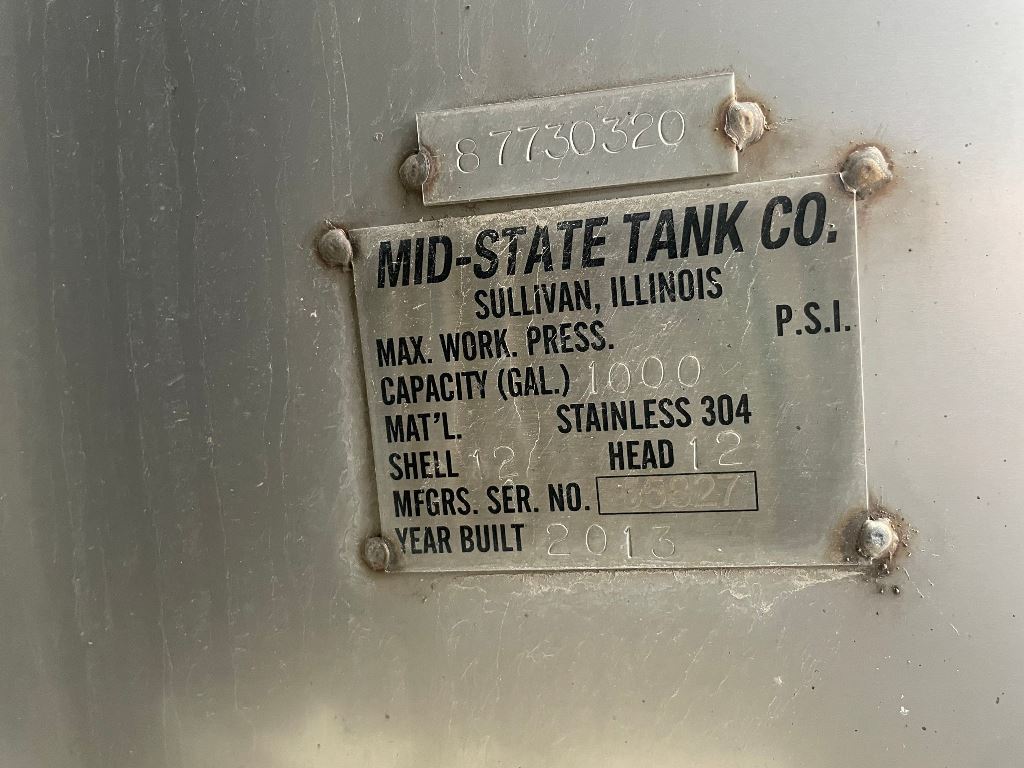 87730320
MID-STATE TANK CO.
SULLIVAN, ILLINOIS
MAX. WORK. PRESS. P.S.I.
CAPACITY (GAL.) 1000
MAT'L. STAINLESS 304
SHELL 12 HEAD 12
MFGRS. SER. NO.
YEAR BUILT 2013